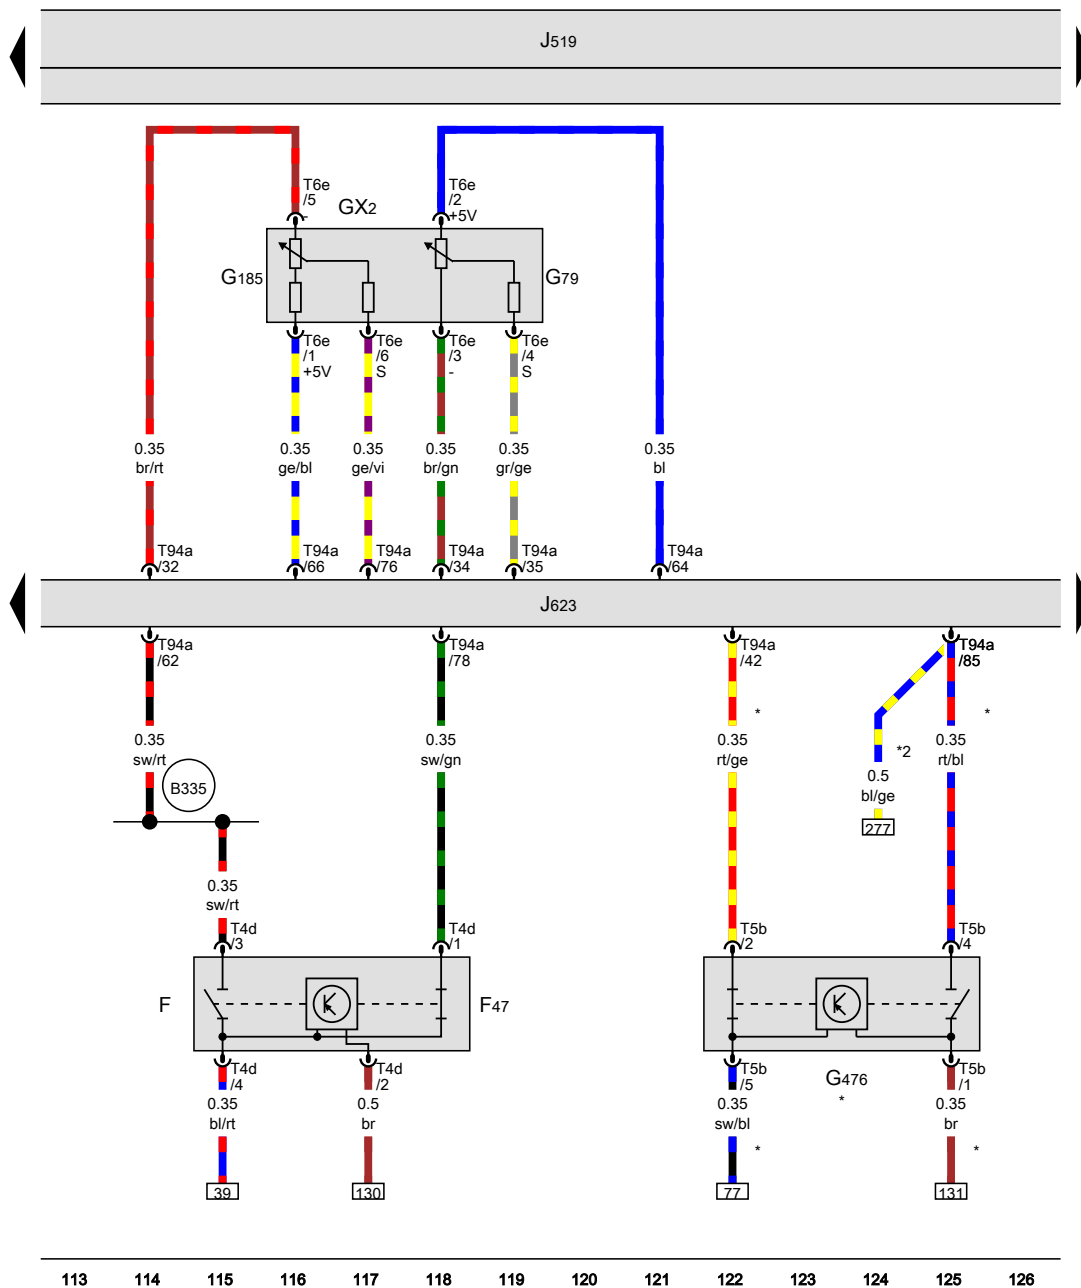 J519
T6e
/5
-
GX2
T6e
/2
+5V
G185
G79
T6e
/1
+5V
T6e
/6
S
T6e
/3
-
T6e
/4
S
0.35
br/rt
0.35
ge/bl
0.35
ge/vi
0.35
br/gn
0.35
gr/ge
0.35
bl
T94a
/32
T94a
/66
T94a
/76
T94a
/34
T94a
/35
T94a
/64
J623
T94a
/62
T94a
/78
T94a
/42
T94a
/85
*
*
0.35
sw/rt
0.35
sw/gn
0.35
rt/ge
*2
0.35
rt/bl
B335
0.5
bl/ge
277
0.35
sw/rt
T4d
/3
T4d
/1
T5b
/2
T5b
/4
F
F47
T4d
/4
T4d
/2
T5b
/5
G476
*
T5b
/1
0.35
bl/rt
0.5
br
0.35
sw/bl
*
0.35
br
*
39
130
77
131
113 114 115 116 117 118 119 120 121 122 123 124 125 126